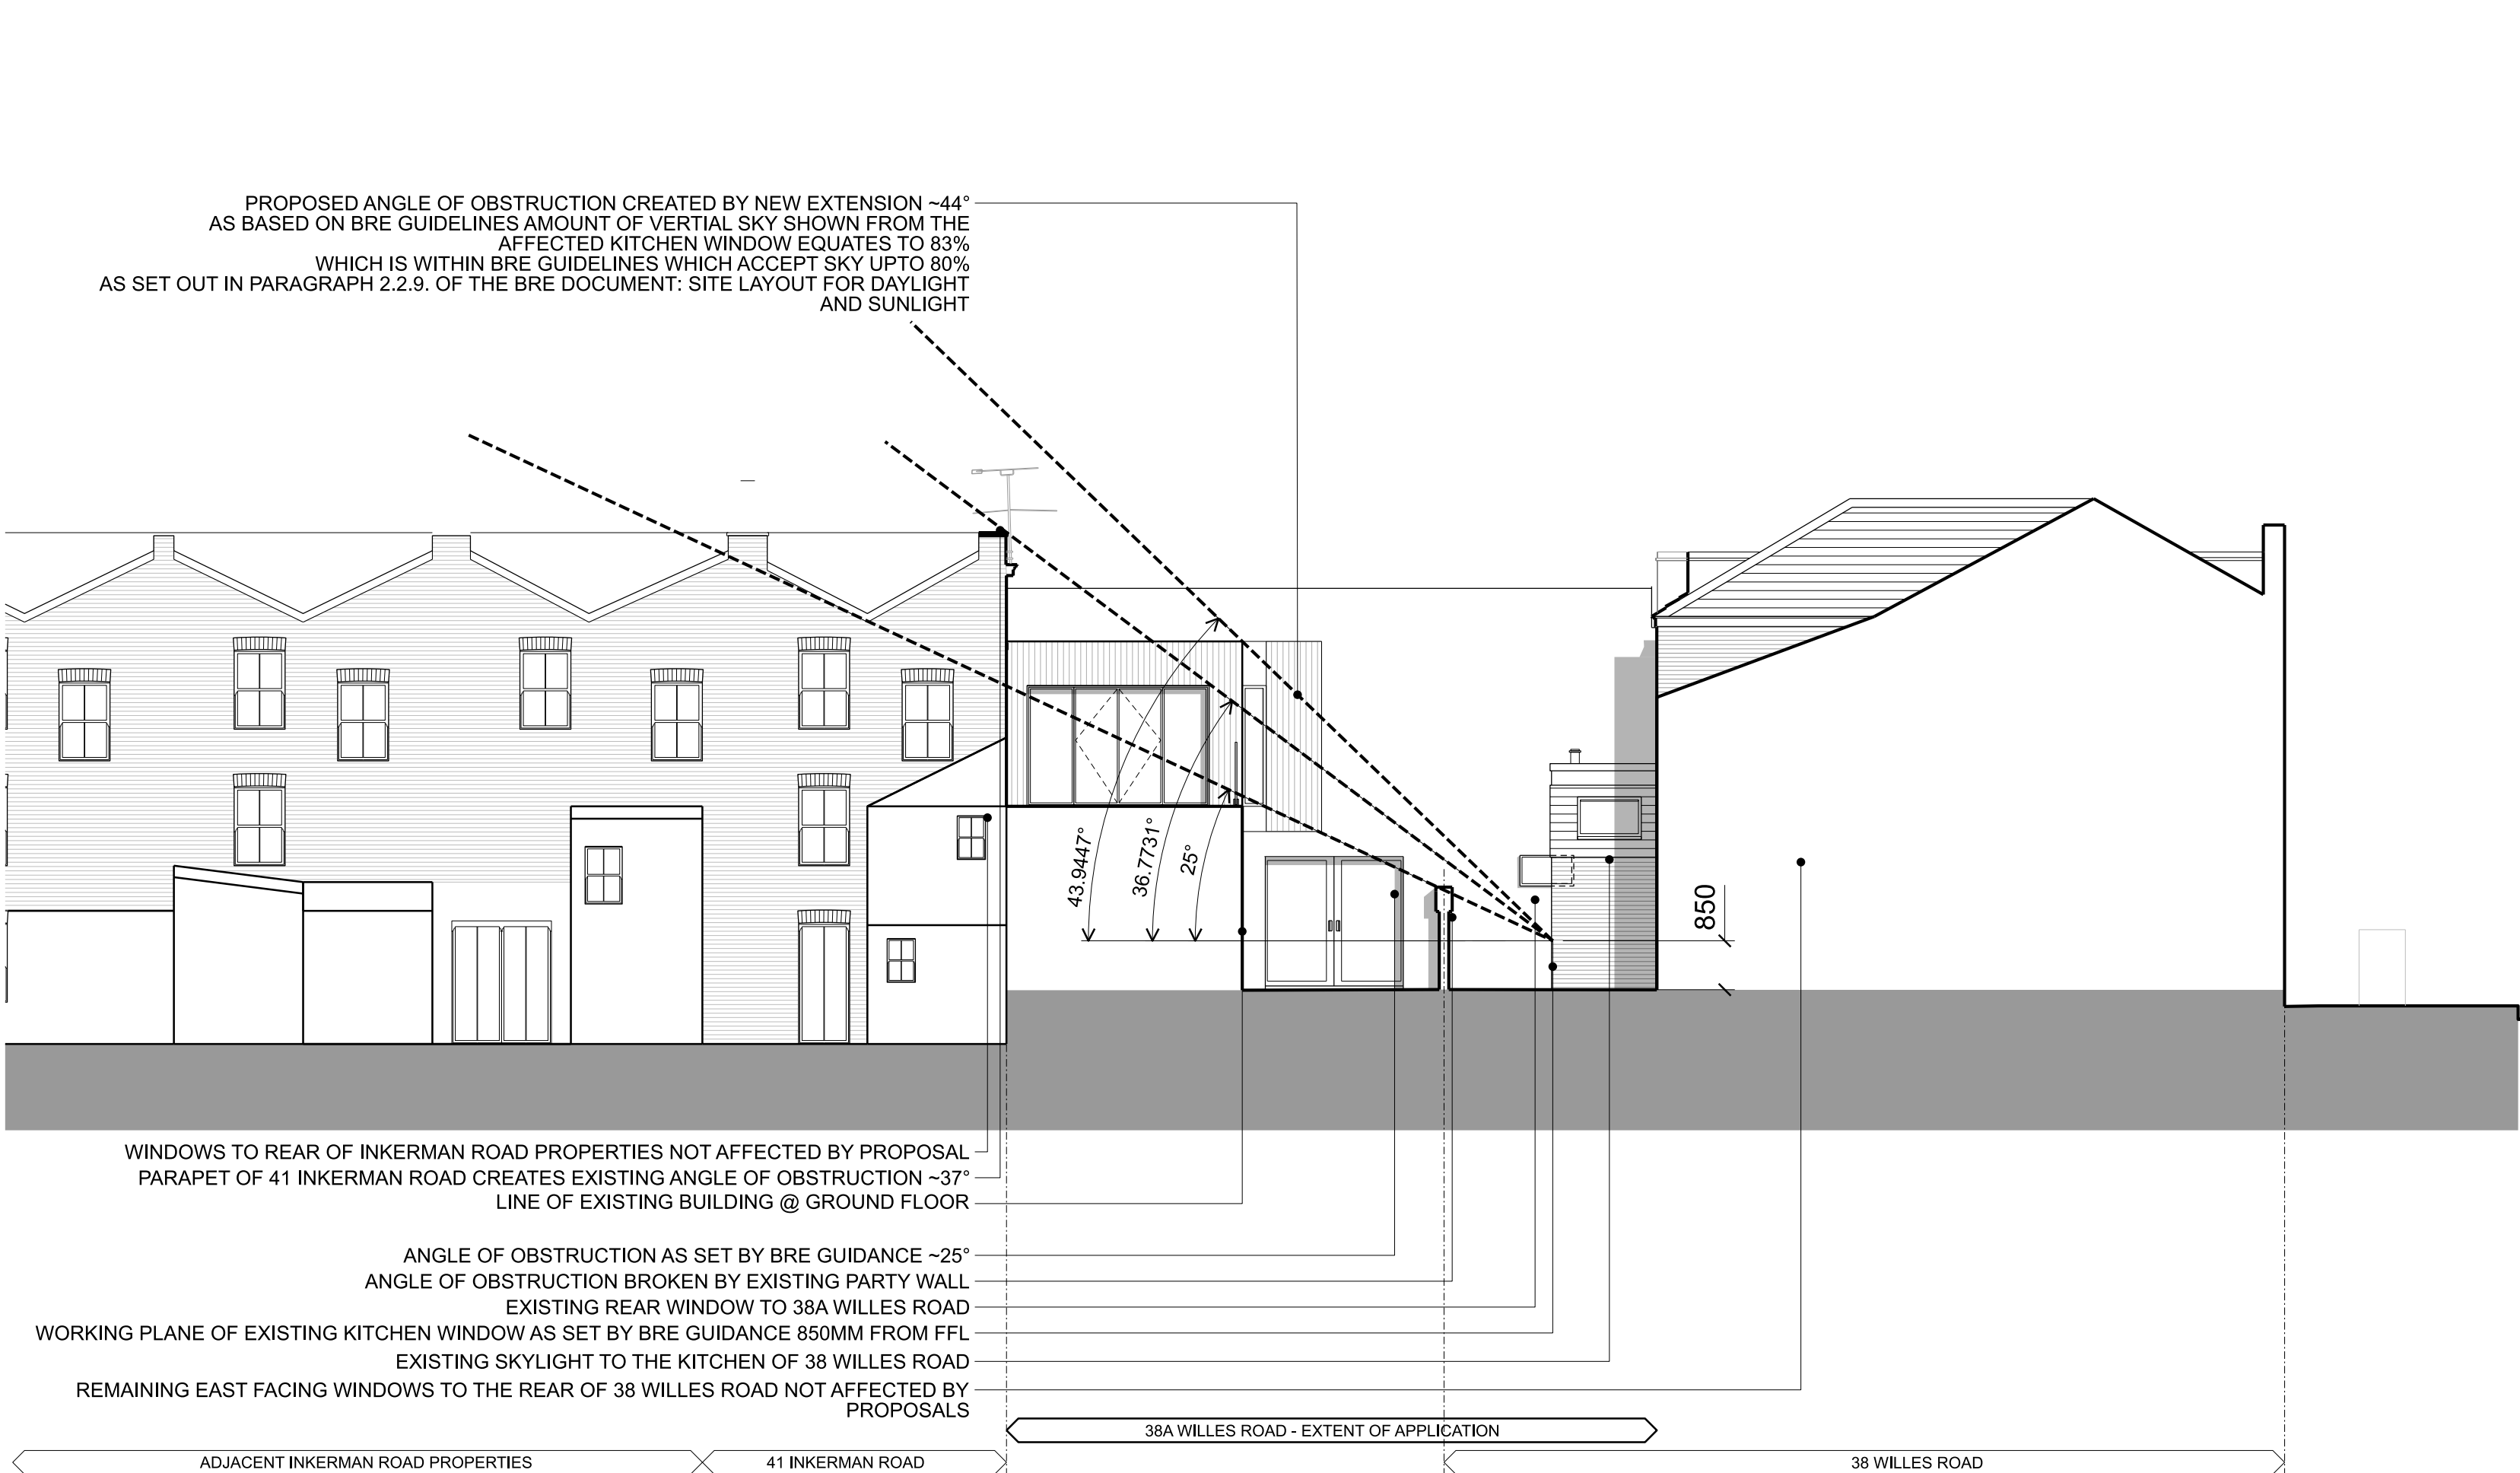 PROPOSED ANGLE OF OBSTRUCTION CREATED BY NEW EXTENSION ~44°
AS BASED ON BRE GUIDELINES AMOUNT OF VERTIAL SKY SHOWN FROM THE
AFFECTED KITCHEN WINDOW EQUATES TO 83%
WHICH IS WITHIN BRE GUIDELINES WHICH ACCEPT SKY UPTO 80%
AS SET OUT IN PARAGRAPH 2.2.9. OF THE BRE DOCUMENT: SITE LAYOUT FOR DAYLIGHT
AND SUNLIGHT
43.9447°
36.7731°
25°
850
WINDOWS TO REAR OF INKERMAN ROAD PROPERTIES NOT AFFECTED BY PROPOSAL
PARAPET OF 41 INKERMAN ROAD CREATES EXISTING ANGLE OF OBSTRUCTION ~37°
LINE OF EXISTING BUILDING @ GROUND FLOOR
ANGLE OF OBSTRUCTION AS SET BY BRE GUIDANCE ~25°
ANGLE OF OBSTRUCTION BROKEN BY EXISTING PARTY WALL
EXISTING REAR WINDOW TO 38A WILLES ROAD
WORKING PLANE OF EXISTING KITCHEN WINDOW AS SET BY BRE GUIDANCE 850MM FROM FFL
EXISTING SKYLIGHT TO THE KITCHEN OF 38 WILLES ROAD
REMAINING EAST FACING WINDOWS TO THE REAR OF 38 WILLES ROAD NOT AFFECTED BY
PROPOSALS
38A WILLES ROAD - EXTENT OF APPLICATION
ADJACENT INKERMAN ROAD PROPERTIES
41 INKERMAN ROAD
38 WILLES ROAD